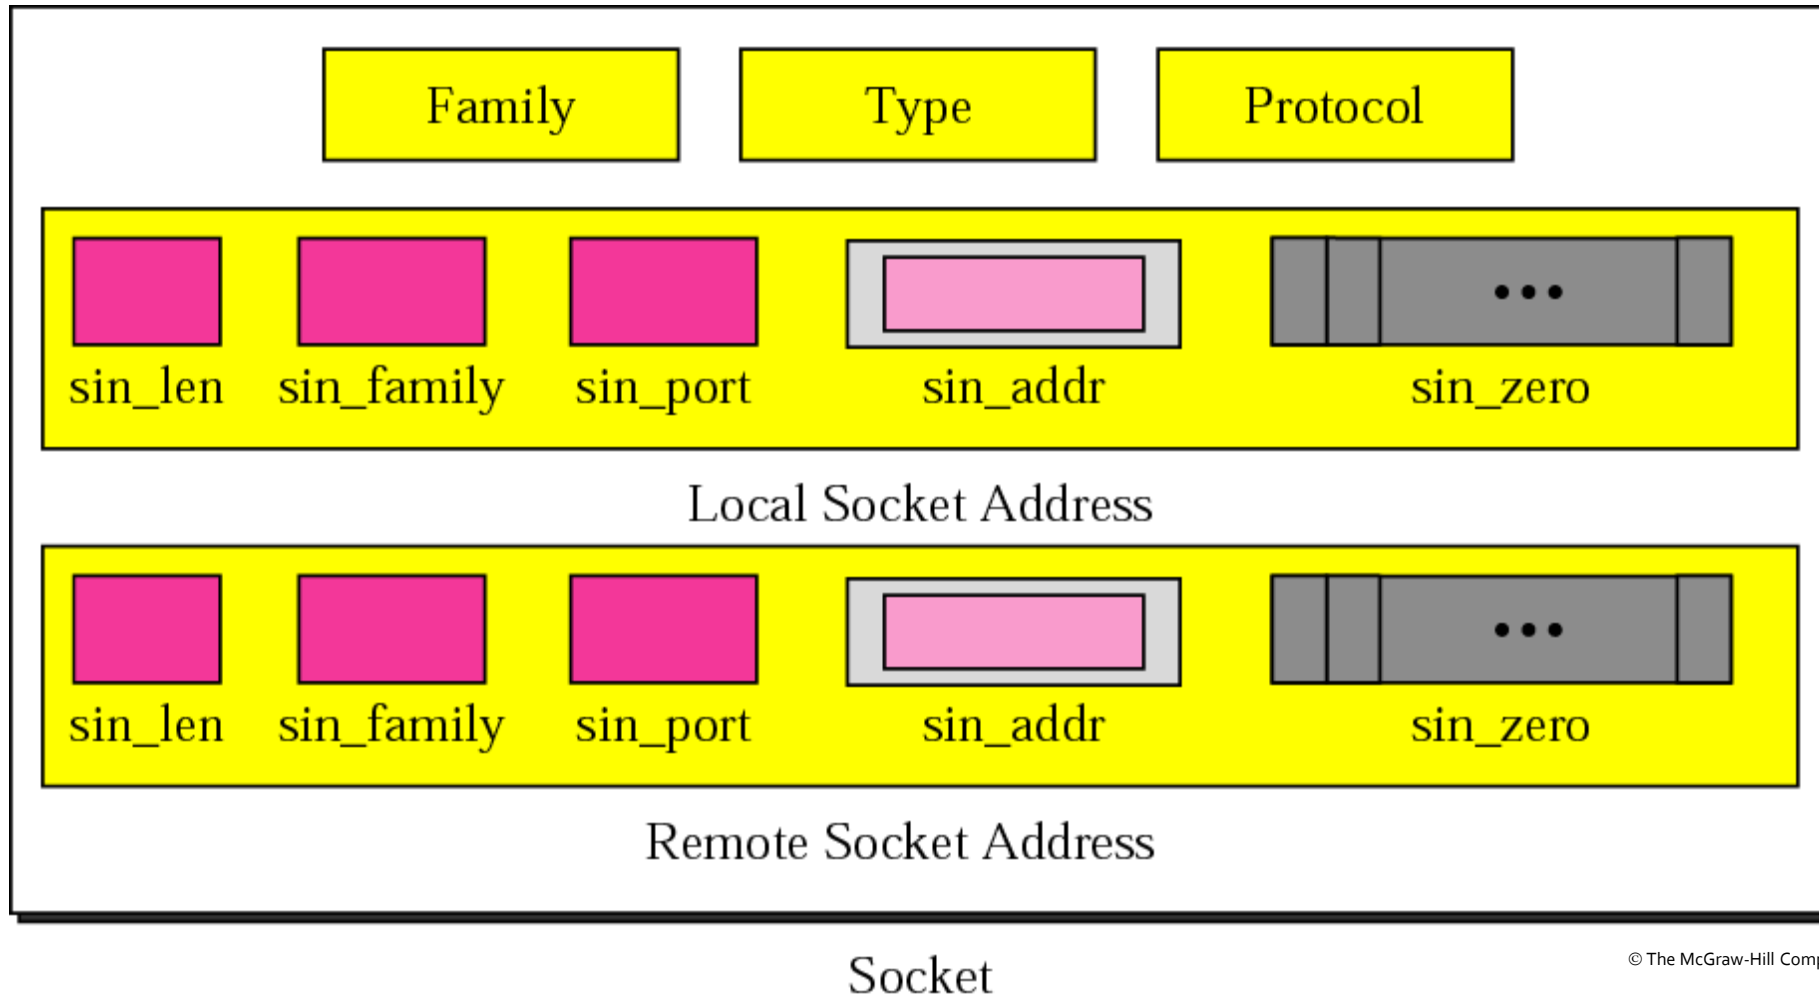 Family Type Protocol
sin_len sin_family sin_port sin_addr sin_zero
Local Socket Address
sin_len sin_family sin_port sin_addr sin_zero
Remote Socket Address
Socket
© The McGraw-Hill Comp